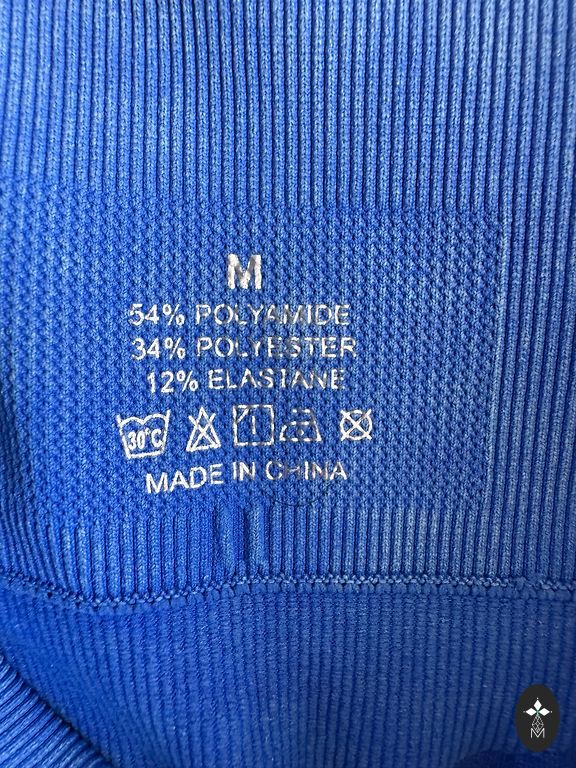 M
54% POLYAMIDE
34% POLYESTER
12% ELASTANE
30°C
MADE IN CHINA
M